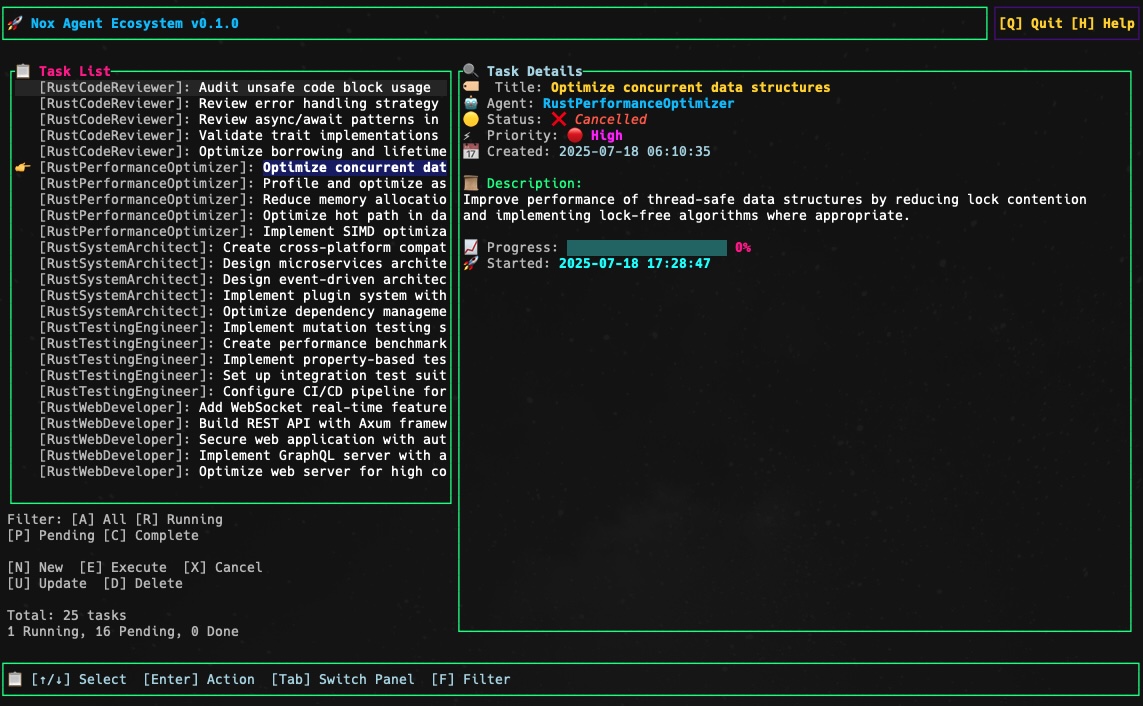 🚀 Nox Agent Ecosystem v0.1.0
[Q] Quit [H] Help
📋 Task List
[RustCodeReviewer]: Audit unsafe code block usage
[RustCodeReviewer]: Review error handling strategy
[RustCodeReviewer]: Review async/await patterns in
[RustCodeReviewer]: Validate trait implementations
[RustCodeReviewer]: Optimize borrowing and lifetime
👉 [RustPerformanceOptimizer]: Optimize concurrent dat
[RustPerformanceOptimizer]: Profile and optimize as
[RustPerformanceOptimizer]: Reduce memory allocatio
[RustPerformanceOptimizer]: Optimize hot path in da
[RustPerformanceOptimizer]: Implement SIMD optimiza
[RustSystemArchitect]: Create cross-platform compat
[RustSystemArchitect]: Design microservices archite
[RustSystemArchitect]: Design event-driven architec
[RustSystemArchitect]: Implement plugin system with
[RustSystemArchitect]: Optimize dependency manageme
[RustTestingEngineer]: Implement mutation testing s
[RustTestingEngineer]: Create performance benchmark
[RustTestingEngineer]: Implement property-based tes
[RustTestingEngineer]: Set up integration test suit
[RustTestingEngineer]: Configure CI/CD pipeline for
[RustWebDeveloper]: Add WebSocket real-time feature
[RustWebDeveloper]: Build REST API with Axum framew
[RustWebDeveloper]: Secure web application with aut
[RustWebDeveloper]: Implement GraphQL server with a
[RustWebDeveloper]: Optimize web server for high co
Filter: [A] All [R] Running
[P] Pending [C] Complete
[N] New [E] Execute [X] Cancel
[U] Update [D] Delete
Total: 25 tasks
1 Running, 16 Pending, 0 Done
🔍 Task Details
🏷️ Title: Optimize concurrent data structures
🤖 Agent: RustPerformanceOptimizer
🟡 Status: ❌ Cancelled
⚡ Priority: 🔴 High
📅 Created: 2025-07-18 06:10:35
📜 Description:
Improve performance of thread-safe data structures by reducing lock contention
and implementing lock-free algorithms where appropriate.
📈 Progress: 0%
🚀 Started: 2025-07-18 17:28:47
📋 [↑/↓] Select [Enter] Action [Tab] Switch Panel [F] Filter